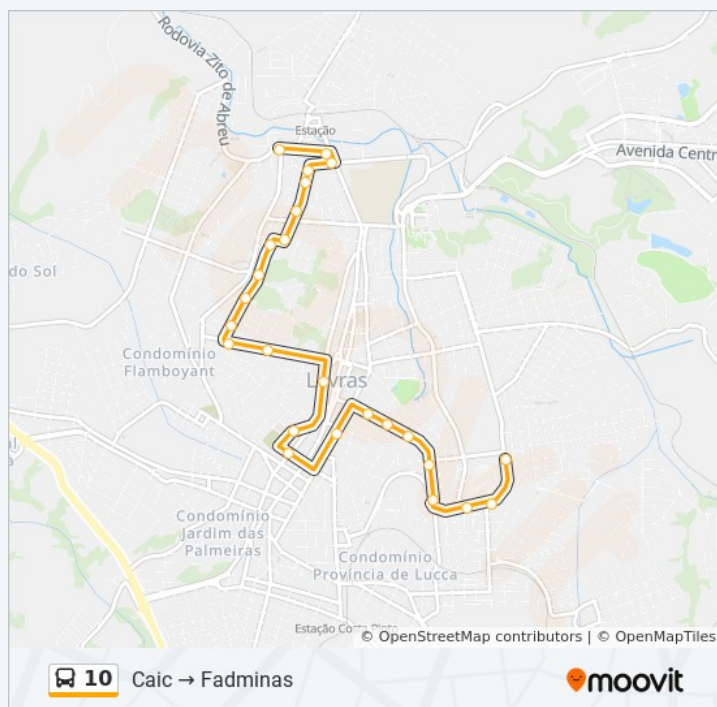 Rodovia Zito de Abreu
Estação
Avenida Centr
do Sol
Condomínio
Flamboyant
Lavras
Condomínio
Jardim das
Palmeiras
Condomínio
Província de Lucca
Estação Costa Pinto
© OpenStreetMap contributors | © OpenMapTiles
10 Caic → Fadminas
moovit